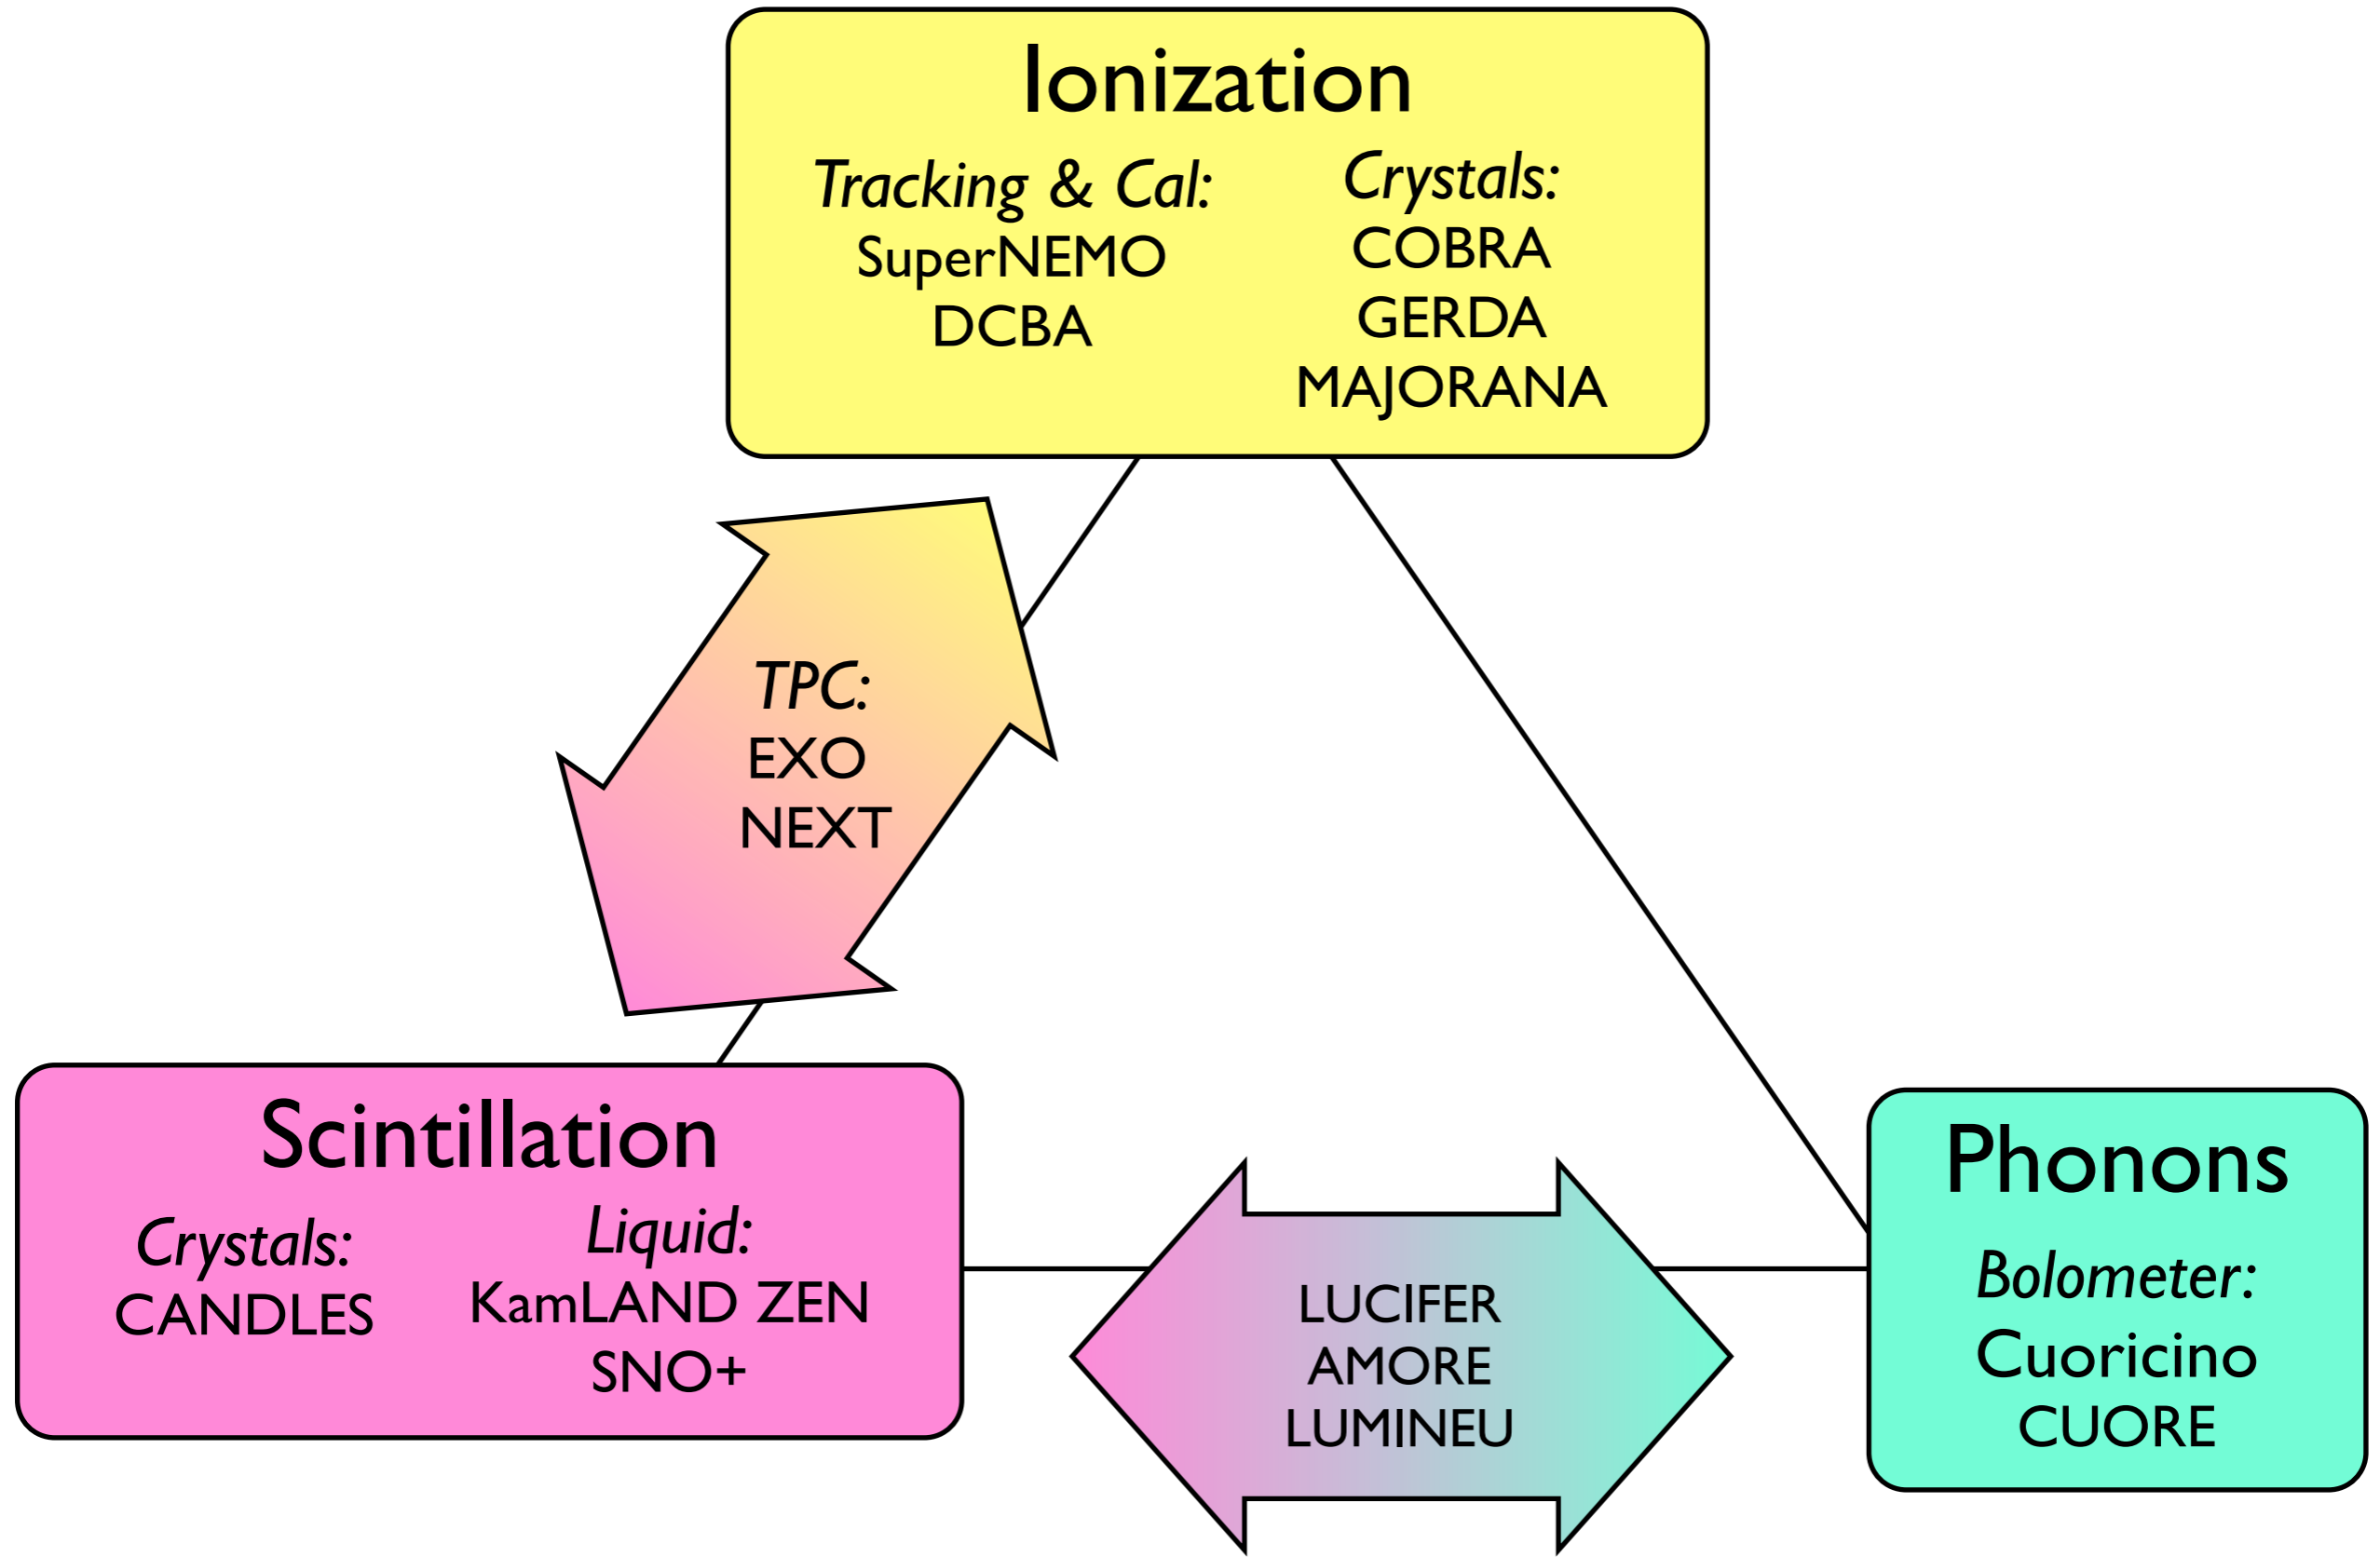 Ionization
Tracking & Cal:
SuperNEMO
DCBA
Crystals:
COBRA
GERDA
MAJORANA
TPC:
EXO
NEXT
Scintillation
Crystals:
CANDLES
Liquid:
KamLAND ZEN
SNO+
LUCIFER
AMORE
LUMINEU
Phonons
Bolometer:
Cuoricino
CUORE